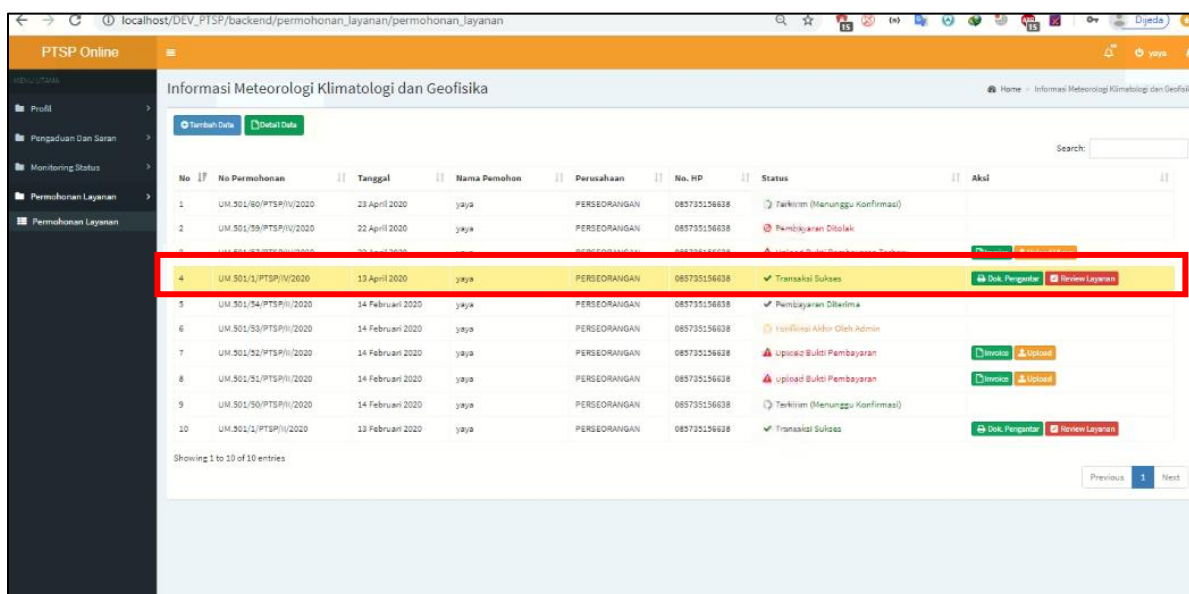 localhost/DEV_PTSP/backend/permohonan_layanan/permohonan_layanan
Dijeda
PTSP Online
yaya
MENU UTAMA
Profil
Pengaduan Dan Saran
Monitoring Status
Permohonan Layanan
Permohonan Layanan
Informasi Meteorologi Klimatologi dan Geofisika
Home > Informasi Meteorologi Klimatologi dan Geofisik
Tambah Data Detail Data
Search:
No No Permohonan Tanggal Nama Pemohon Perusahaan No. HP Status Aksi
1 UM.501/60/PTSP/IV/2020 23 April 2020 yaya PERSEORANGAN 085735156638 Terkirim (Menunggu Konfirmasi)
2 UM.501/59/PTSP/IV/2020 22 April 2020 yaya PERSEORANGAN 085735156638 Pembayaran Ditolak
Invoice
4 UM.501/1/PTSP/IV/2020 13 April 2020 yaya PERSEORANGAN 085735156638 Transaksi Sukses Dok. Pengantar Review Layanan
5 UM.501/54/PTSP/II/2020 14 Februari 2020 yaya PERSEORANGAN 085735156638 Pembayaran Diterima
6 UM.501/53/PTSP/II/2020 14 Februari 2020 yaya PERSEORANGAN 085735156638 Verifikasi Akhir Oleh Admin
7 UM.501/52/PTSP/II/2020 14 Februari 2020 yaya PERSEORANGAN 085735156638 Upload Bukti Pembayaran Invoice Upload
8 UM.501/51/PTSP/II/2020 14 Februari 2020 yaya PERSEORANGAN 085735156638 Upload Bukti Pembayaran Invoice Upload
9 UM.501/50/PTSP/II/2020 14 Februari 2020 yaya PERSEORANGAN 085735156638 Terkirim (Menunggu Konfirmasi)
10 UM.501/1/PTSP/II/2020 13 Februari 2020 yaya PERSEORANGAN 085735156638 Transaksi Sukses Dok. Pengantar Review Layanan
Showing 1 to 10 of 10 entries
Previous 1 Next